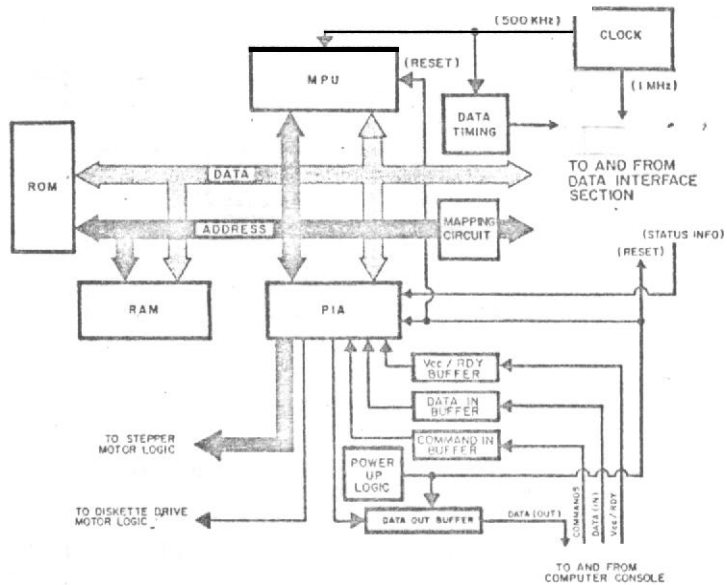 (500 KHz)
CLOCK
MPU
(RESET)
(1 MHz)
DATA
TIMING
ROM
DATA
TO AND FROM
DATA INTERFACE
SECTION
ADDRESS
MAPPING
CIRCUIT
(STATUS INFO)
(RESET)
RAM
PIA
Vcc / RDY
BUFFER
DATA IN
BUFFER
COMMAND IN
BUFFER
TO STEPPER
MOTOR LOGIC
POWER
UP
LOGIC
TO DISKETTE DRIVE
MOTOR LOGIC
DATA OUT BUFFER
DATA (OUT)
COMMANDS
DATA (IN)
Vcc / RDY
TO AND FROM
COMPUTER CONSOLE